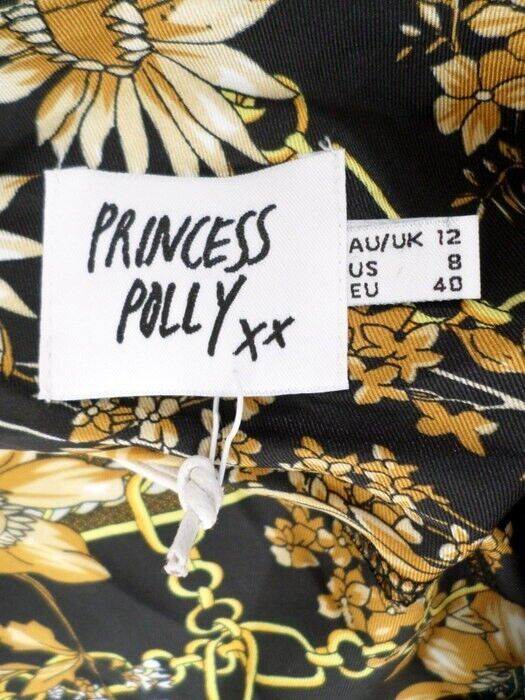 PRINCESS
POLLY xx
AU/UK 12
US 8
EU 40